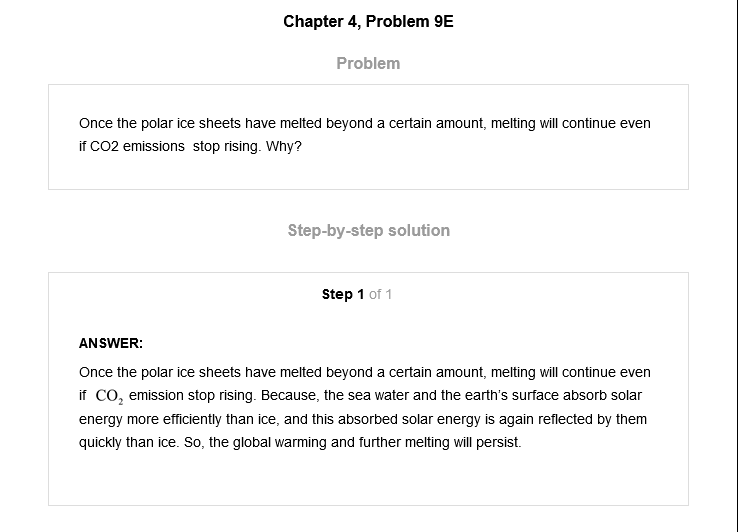 Chapter 4, Problem 9E
Problem
Once the polar ice sheets have melted beyond a certain amount, melting will continue even
if CO2 emissions  stop rising. Why?
Step-by-step solution
Step 1 of 1
ANSWER:
Once the polar ice sheets have melted beyond a certain amount, melting will continue even
if CO₂ emission stop rising. Because, the sea water and the earth's surface absorb solar
energy more efficiently than ice, and this absorbed solar energy is again reflected by them
quickly than ice. So, the global warming and further melting will persist.